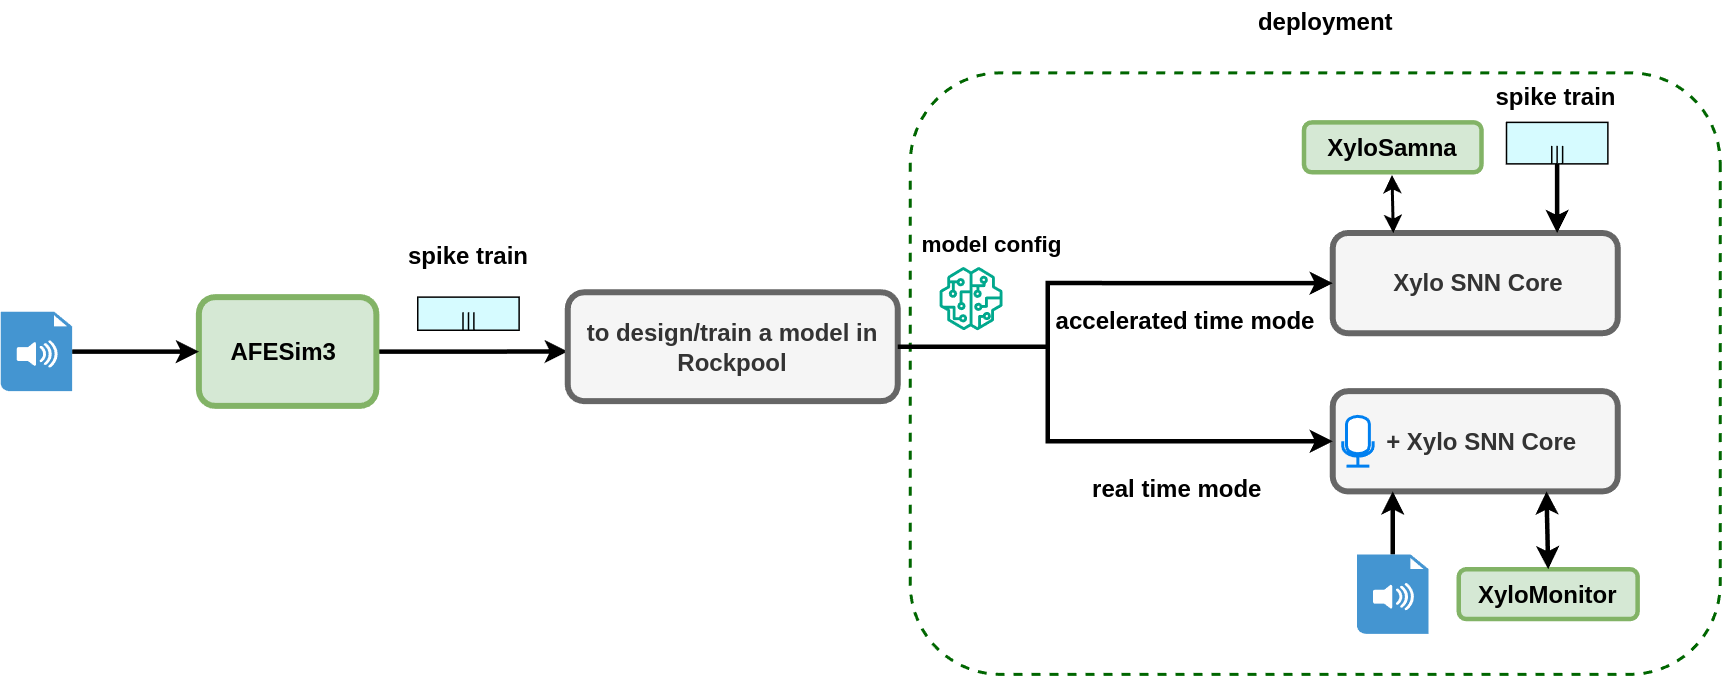 deployment
spike train
XyloSamna
model config
spike train
Xylo SNN Core
accelerated time mode
to design/train a model in
Rockpool
AFESim3
+ Xylo SNN Core
real time mode
XyloMonitor